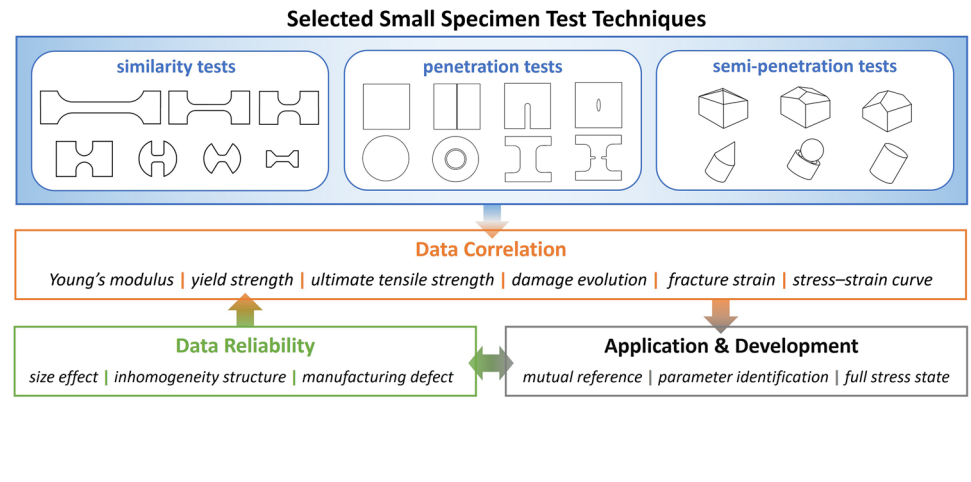 Selected Small Specimen Test Techniques
similarity tests
penetration tests
semi-penetration tests
Data Correlation
Young’s modulus | yield strength | ultimate tensile strength | damage evolution | fracture strain | stress–strain curve
Data Reliability
size effect | inhomogeneity structure | manufacturing defect
Application & Development
mutual reference | parameter identification | full stress state